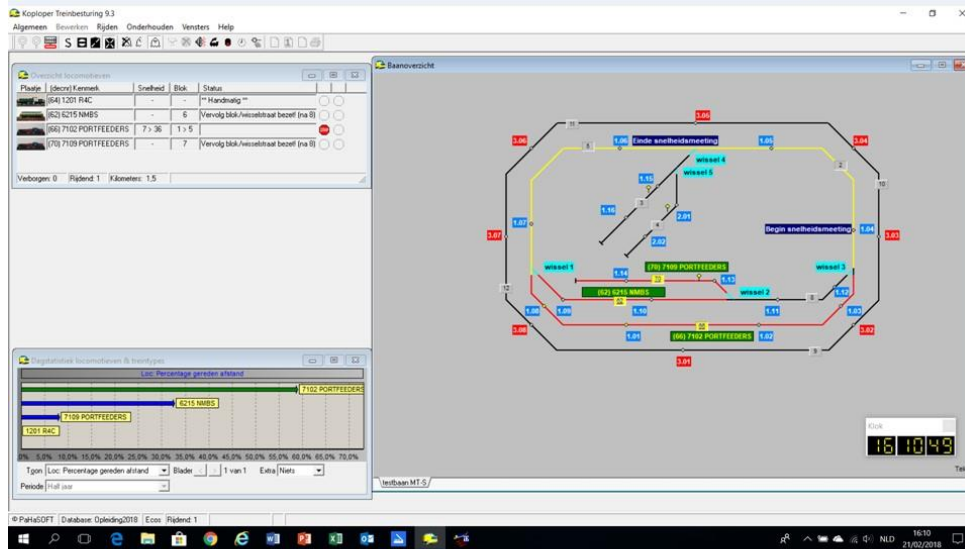 Koploper Treinbesturing 9.3
Algemeen Bewerken Rijden Onderhouden Vensters Help
Overzicht locomotieven
Plaatje (decnr) Kenmerk Snelheid Blok Status
(64) 1201 R4C - - ** Handmatig **
(62) 6215 NMBS - 6 Vervolg blok/wisselstraat bezet! (na 8)
(66) 7102 PORTFEEDERS 7 > 36 1 > 5
(70) 7109 PORTFEEDERS - 7 Vervolg blok/wisselstraat bezet! (na 8)
Verborgen: 0 Rijdend: 1 Kilometers: 1,5
Dagstatistiek locomotieven & treintypes
Loc: Percentage gereden afstand
7102 PORTFEEDERS
6215 NMBS
7109 PORTFEEDERS
1201 R4C
0% 5,0% 10,0% 15,0% 20,0% 25,0% 30,0% 35,0% 40,0% 45,0% 50,0% 55,0% 60,0% 65,0% 70,0%
Toon Loc: Percentage gereden afstand Blader < > 1 van 1 Extra Niets
Periode Half jaar
Baanoverzicht
3.05
11
3.06 1.06 Einde snelheidsmeeting 1.05 3.04
5
wissel 4
2
wissel 5
1.15
10
3
1.16
2.01
4
1.07
Begin snelheidsmeeting 1.04
3.07 3.03
2.02
wissel 1 (70) 7109 PORTFEEDERS wissel 3
1.14 1.13
12 (62) 6215 NMBS wissel 2 8 1.12
1.08 1.09 1.10 1.11 1.03
3.08 3.02
1.01 (66) 7102 PORTFEEDERS 1.02
9
3.01
Klok
16 10 49
testbaan MT-S
© PaHaSOFT Database: Opleiding2018 Ecos Rijdend: 1
NLD
16:10
21/02/2018